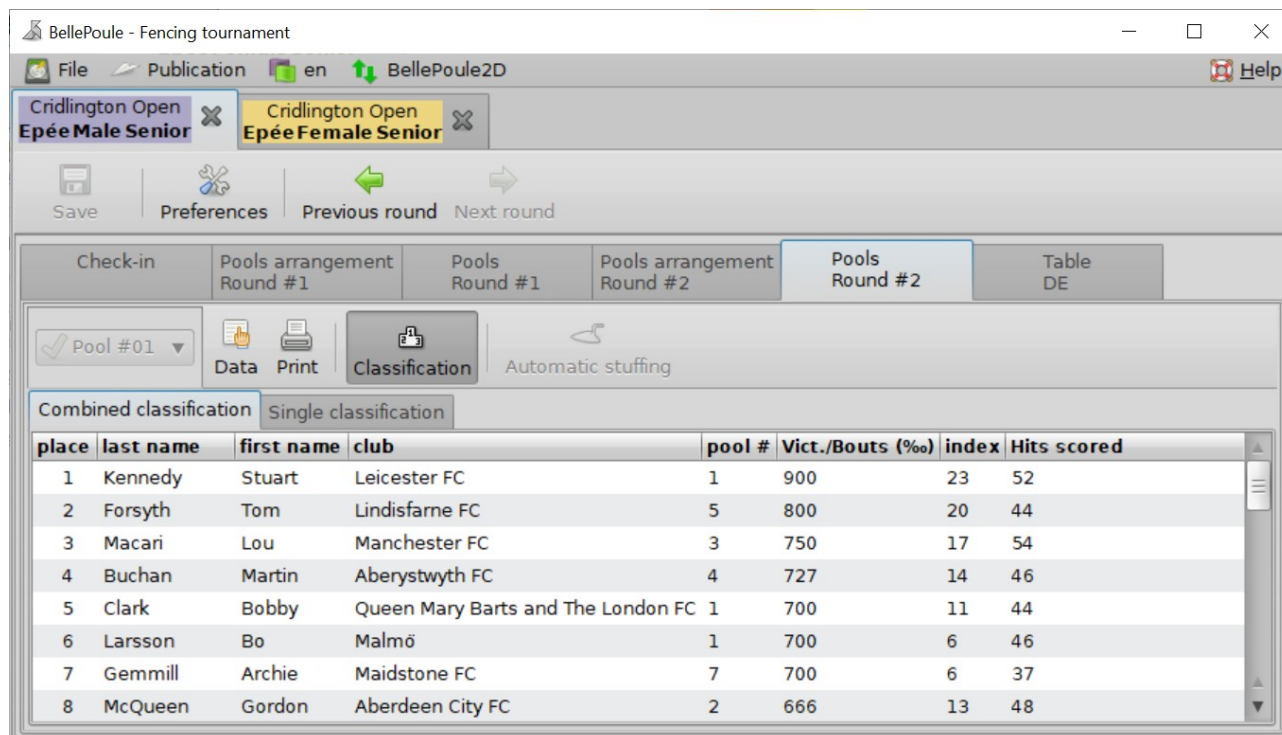 BellePoule - Fencing tournament
File Publication en BellePoule2D Help
Cridlington Open
Epée Male Senior
Cridlington Open
Epée Female Senior
Save Preferences Previous round Next round
Check-in
Pools arrangement
Round #1
Pools
Round #1
Pools arrangement
Round #2
Pools
Round #2
Table
DE
Pool #01 Data Print Classification Automatic stuffing
Combined classification Single classification
place last name first name club pool # Vict./Bouts (‰) index Hits scored
1 Kennedy Stuart Leicester FC 1 900 23 52
2 Forsyth Tom Lindisfarne FC 5 800 20 44
3 Macari Lou Manchester FC 3 750 17 54
4 Buchan Martin Aberystwyth FC 4 727 14 46
5 Clark Bobby Queen Mary Barts and The London FC 1 700 11 44
6 Larsson Bo Malmö 1 700 6 46
7 Gemmill Archie Maidstone FC 7 700 6 37
8 McQueen Gordon Aberdeen City FC 2 666 13 48